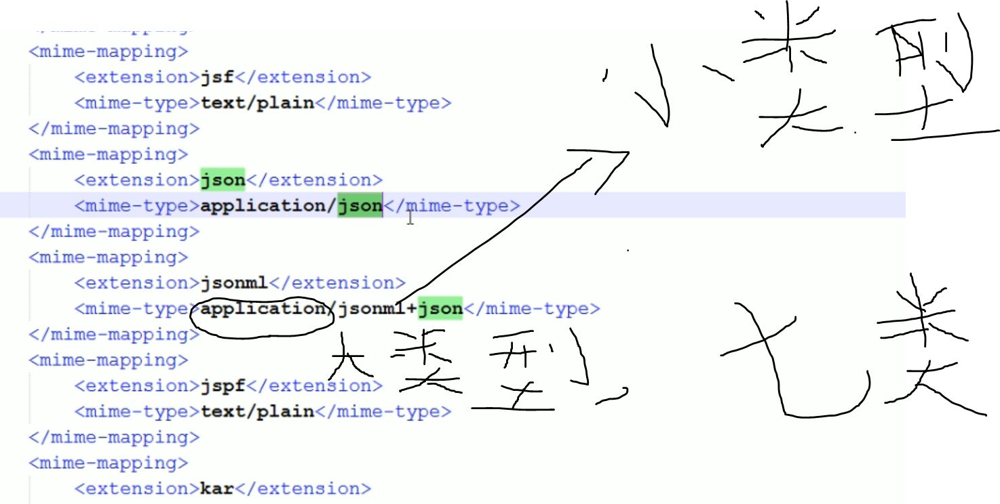 </mime-mapping>
<mime-mapping>
<extension>jsf</extension>
<mime-type>text/plain</mime-type>
</mime-mapping>
<mime-mapping>
<extension>json</extension>
<mime-type>application/json</mime-type>
</mime-mapping>
<mime-mapping>
<extension>jsonml</extension>
<mime-type>application/jsonml+json</mime-type>
</mime-mapping>
<mime-mapping>
<extension>jspf</extension>
<mime-type>text/plain</mime-type>
</mime-mapping>
<mime-mapping>
<extension>kar</extension>
小类型
大类型
七类